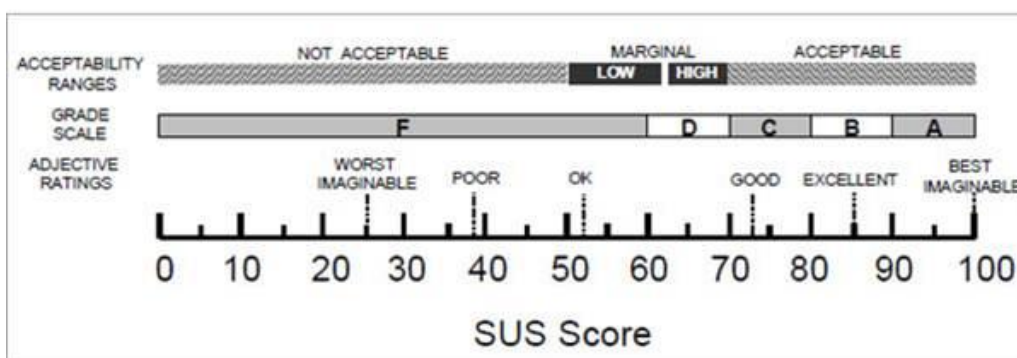 NOT ACCEPTABLE MARGINAL ACCEPTABLE
ACCEPTABILITY
RANGES
LOW HIGH
GRADE
SCALE
F D C B A
ADJECTIVE
RATINGS
WORST
IMAGINABLE
POOR OK GOOD EXCELLENT
BEST
IMAGINABLE
0 10 20 30 40 50 60 70 80 90 100
SUS Score